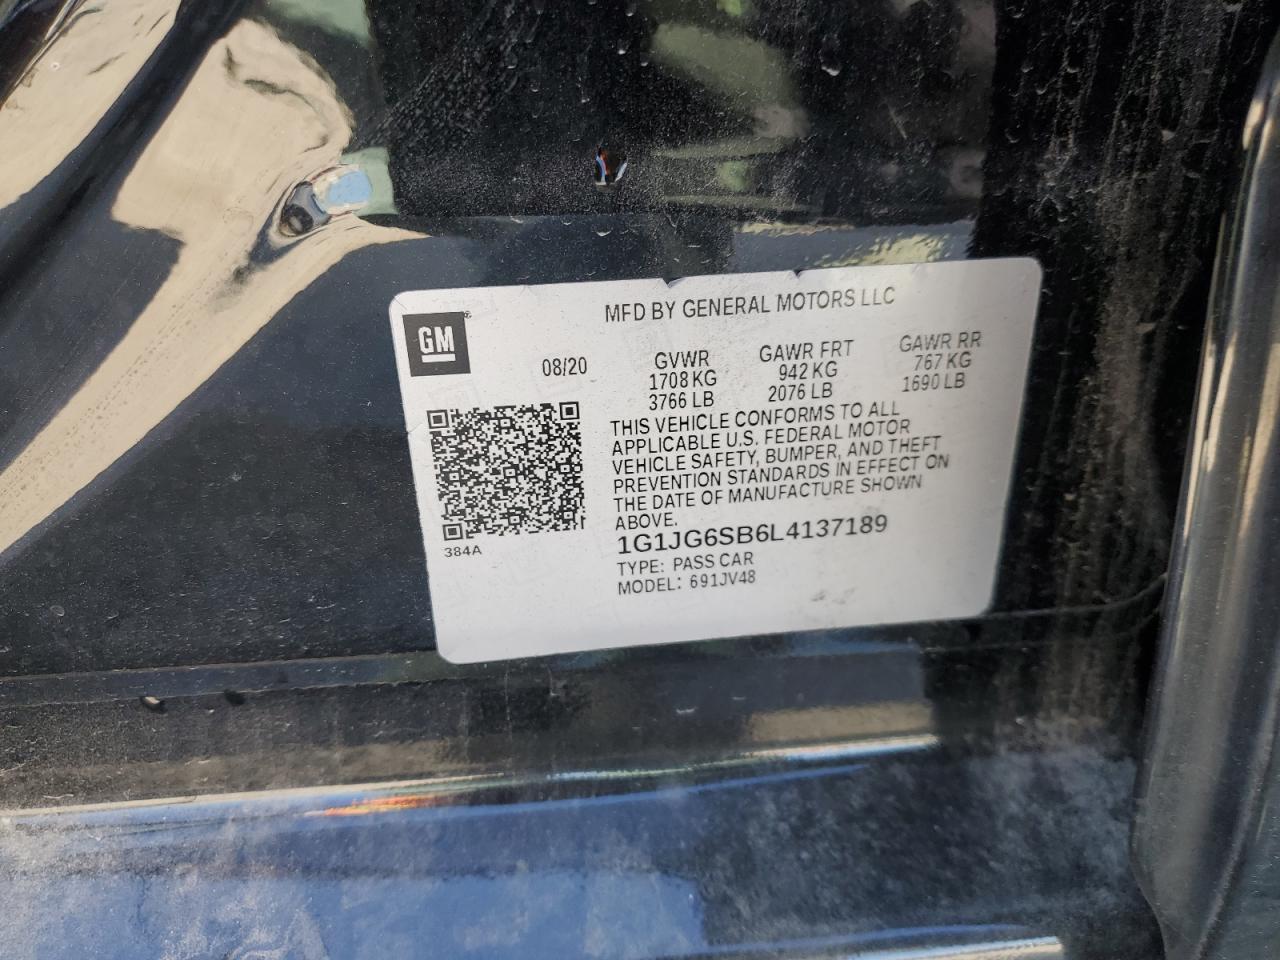 MFD BY GENERAL MOTORS LLC
GM®
08/20
GVWR
1708 KG
3766 LB
GAWR FRT
942 KG
2076 LB
GAWR RR
767 KG
1690 LB
THIS VEHICLE CONFORMS TO ALL
APPLICABLE U.S. FEDERAL MOTOR
VEHICLE SAFETY, BUMPER, AND THEFT
PREVENTION STANDARDS IN EFFECT ON
THE DATE OF MANUFACTURE SHOWN
ABOVE.
1G1JG6SB6L4137189
TYPE: PASS CAR
MODEL: 691JV48
384A